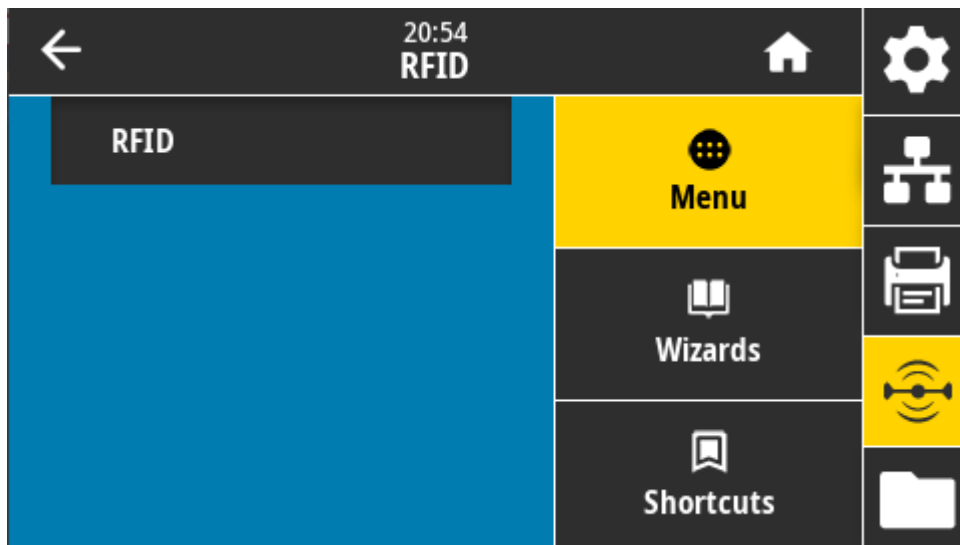 20:54
RFID
RFID
Menu
Wizards
Shortcuts